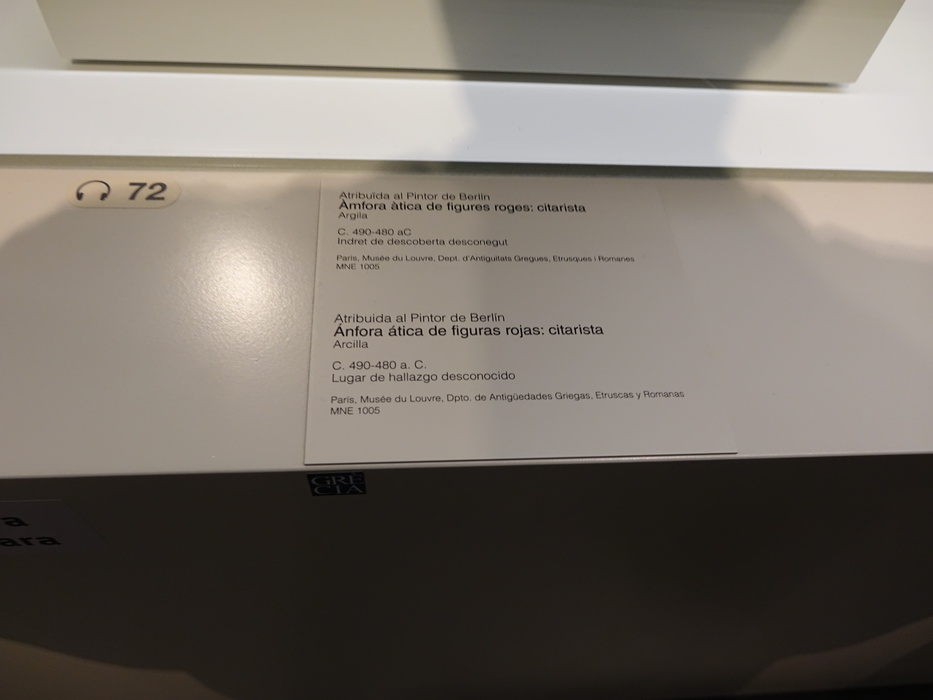 72
Atribuïda al Pintor de Berlín
Àmfora àtica de figures roges: citarista
Argila
C. 490-480 aC
Indret de descoberta desconegut
Paris, Musée du Louvre, Dept. d'Antiguitats Gregues, Etrusques i Romanes
MNE 1005
Atribuida al Pintor de Berlín
Ánfora ática de figuras rojas: citarista
Arcilla
C. 490-480 a. C.
Lugar de hallazgo desconocido
Paris, Musée du Louvre, Dpto. de Antigüedades Griegas, Etruscas y Romanas
MNE 1005
GRE
CIA
a
ara